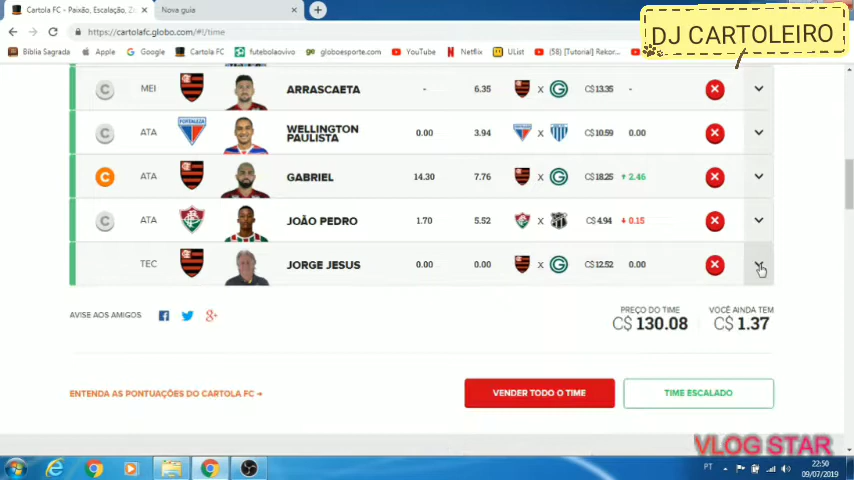 Cartola FC - Paixão, Escalação, Z
Nova guia
https://cartolafc.globo.com/#!/time
DJ CARTOLEIRO
Bíblia Sagrada
Apple
Google
Cartola FC
futebolaovivo
globoesporte.com
YouTube
Netflix
UList
(58) [Tutorial] Rekor...
C MEI ARRASCAETA - 6.35 X C$ 13.35 -
C ATA WELLINGTON PAULISTA 0.00 3.94 X C$ 10.59 0.00
C ATA GABRIEL 14.30 7.76 X C$ 18.25 ↑ 2.46
C ATA JOÃO PEDRO 1.70 5.52 X C$ 4.94 ↓ 0.15
TEC JORGE JESUS 0.00 0.00 X C$ 12.52 0.00
AVISE AOS AMIGOS
PREÇO DO TIME
C$ 130.08
VOCÊ AINDA TEM
C$ 1.37
ENTENDA AS PONTUAÇÕES DO CARTOLA FC
VENDER TODO O TIME
TIME ESCALADO
VLOG STAR
PT
22:50
09/07/2019